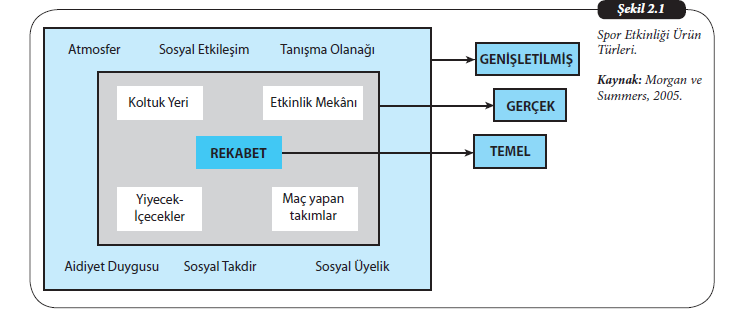 Şekil 2.1
Spor Etkinliği Ürün
Türleri.
Kaynak: Morgan ve
Summers, 2005.
Atmosfer
Sosyal Etkileşim
Tanışma Olanağı
GENİŞLETİLMİŞ
Koltuk Yeri
Etkinlik Mekânı
GERÇEK
REKABET
TEMEL
Yiyecek-
İçecekler
Maç yapan
takımlar
Aidiyet Duygusu
Sosyal Takdir
Sosyal Üyelik